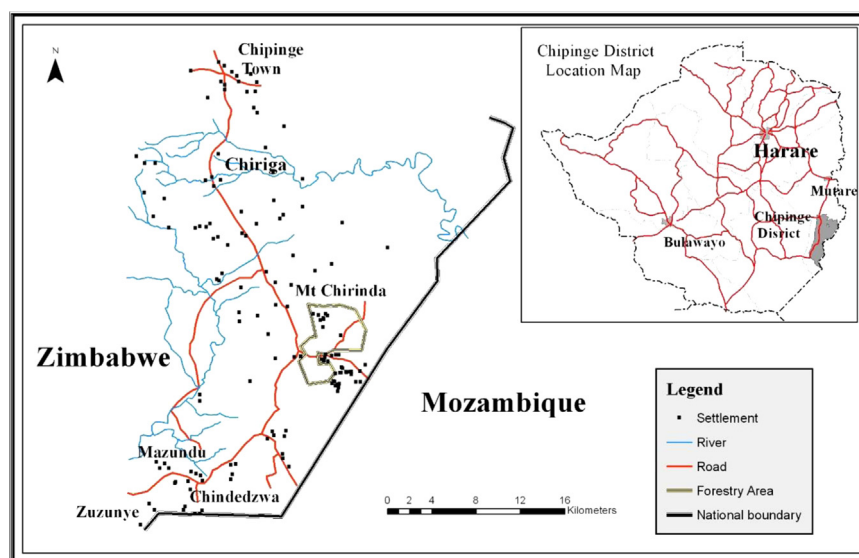 N
Chipinge
Town
Chiriga
Mt Chirinda
Zimbabwe
Mozambique
Mazundu
Chindedzwa
Zuzunye
0 2 4 8 12 16
Kilometers
Chipinge District
Location Map
Harare
Mutare
Chipinge
District
Bulawayo
Legend
Settlement
River
Road
Forestry Area
National boundary